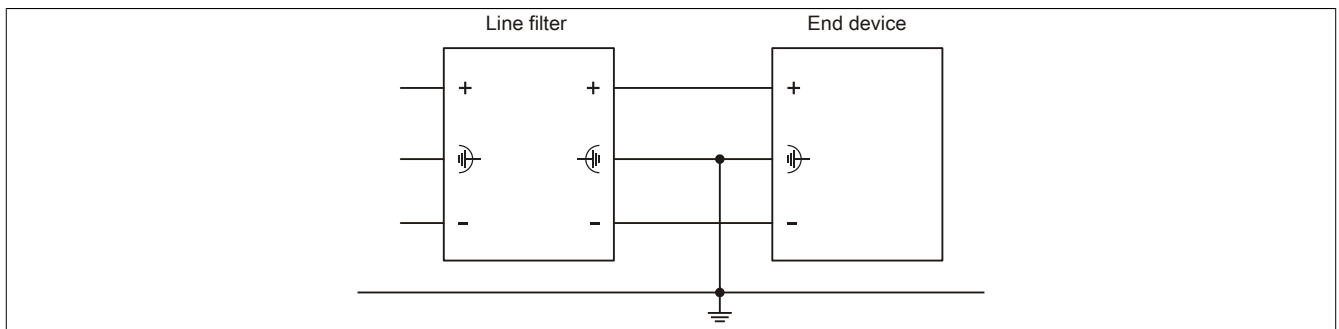 Line filter
End device
+ + +
- - -